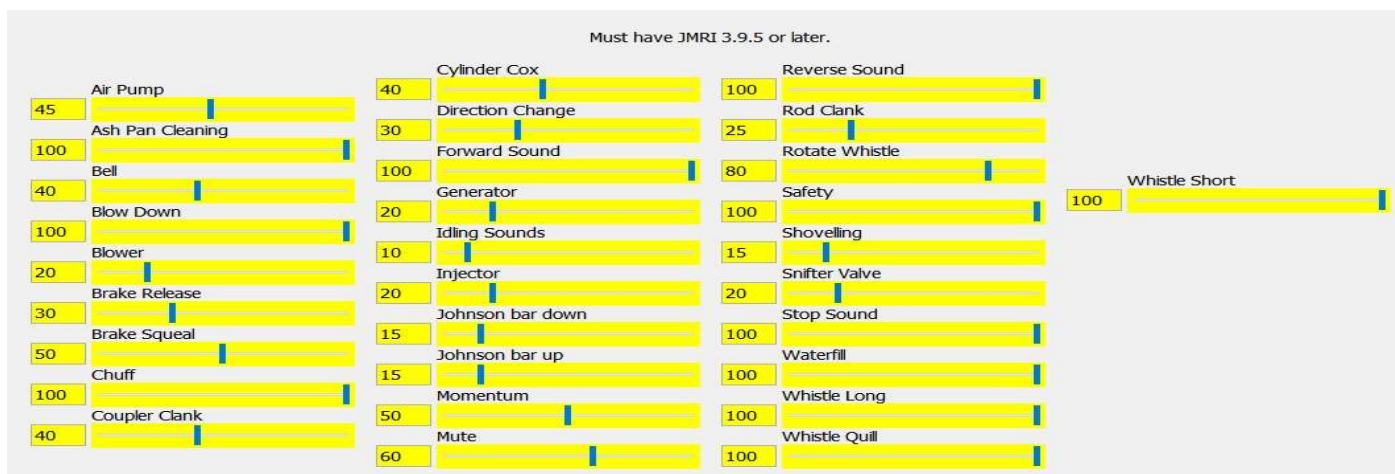 Must have JMRI 3.9.5 or later.
Air Pump
45
Ash Pan Cleaning
100
Bell
40
Blow Down
100
Blower
20
Brake Release
30
Brake Squeal
50
Chuff
100
Coupler Clank
40
Cylinder Cox
40
Direction Change
30
Forward Sound
100
Generator
20
Idling Sounds
10
Injector
20
Johnson bar down
15
Johnson bar up
15
Momentum
50
Mute
60
Reverse Sound
100
Rod Clank
25
Rotate Whistle
80
Safety
100
Shovelling
15
Snifter Valve
20
Stop Sound
100
Waterfill
100
Whistle Long
100
Whistle Quill
100
Whistle Short
100